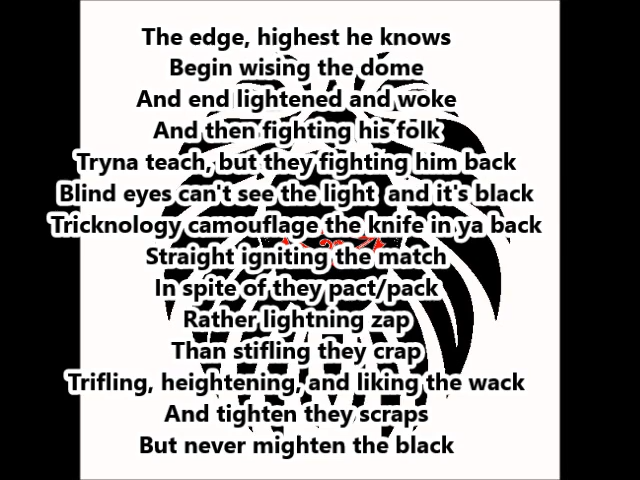 The edge, highest he knows
Begin wising the dome
And end lightened and woke
And then fighting his folk
Tryna teach, but they fighting him back
Blind eyes can't see the light  and it's black
Tricknology camouflage the knife in ya back
Straight igniting the match
In spite of they pact/pack
Rather lightning zap
Than stifling they crap
Trifling, heightening, and liking the wack
And tighten they scraps
But never mighten the black